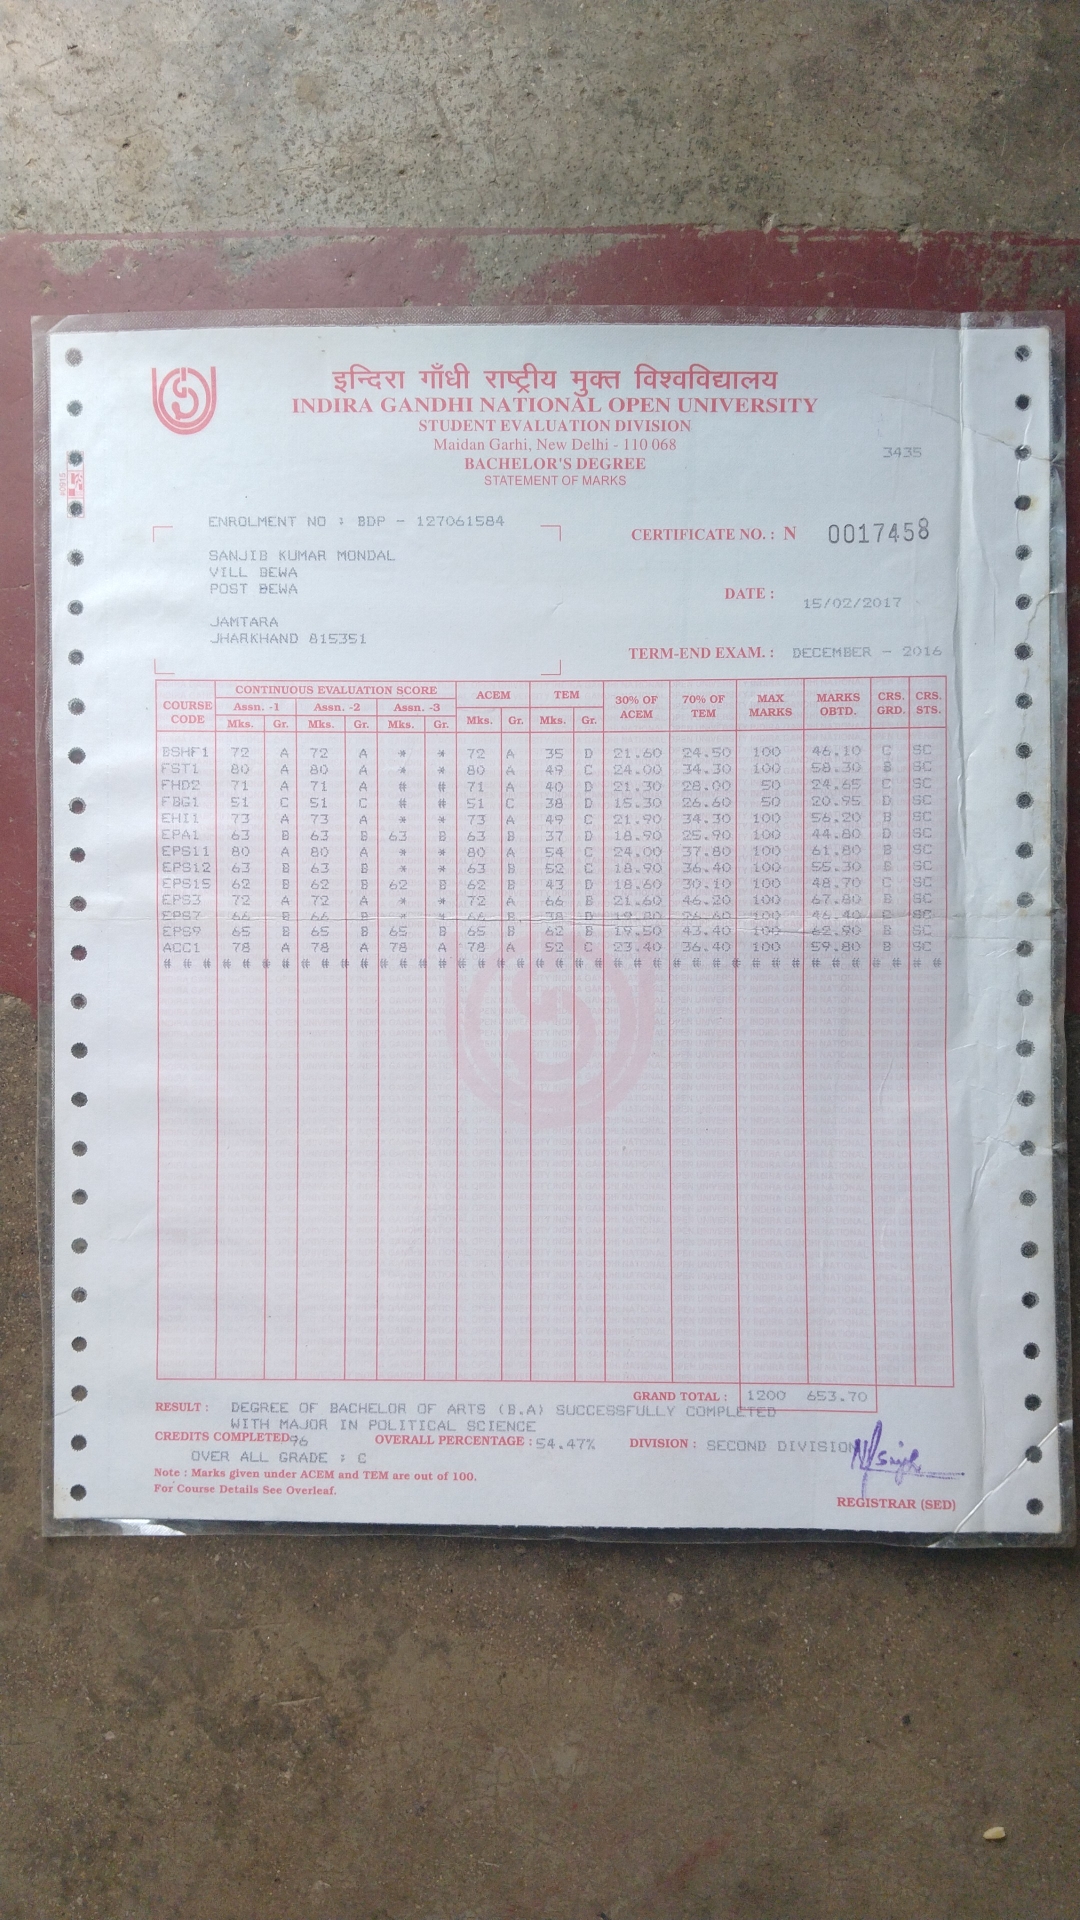 इन्दिरा गाँधी राष्ट्रीय मुक्त विश्वविद्यालय
INDIRA GANDHI NATIONAL OPEN UNIVERSITY
STUDENT EVALUATION DIVISION
Maidan Garhi, New Delhi - 110 068
3435
BACHELOR'S DEGREE
STATEMENT OF MARKS
ENROLMENT NO : BDP - 127061584
CERTIFICATE NO. : N 0017458
SANJIB KUMAR MONDAL
VILL BEWA
POST BEWA
DATE : 15/02/2017
JAMTARA
JHARKHAND 815351
TERM-END EXAM. : DECEMBER - 2016
COURSE CODE CONTINUOUS EVALUATION SCORE ACEM TEM 30% OF ACEM 70% OF TEM MAX MARKS MARKS OBTD. CRS. GRD. CRS. STS.
Assn. -1 Assn. -2 Assn. -3
Mks. Gr. Mks. Gr. Mks. Gr. Mks. Gr. Mks. Gr.
BSHF1 72 A 72 A * * 72 A 35 D 21.60 24.50 100 46.10 C SC
FST1 80 A 80 A * * 80 A 49 C 24.00 34.30 100 58.30 B SC
FHD2 71 A 71 A # # 71 A 40 D 21.30 28.00 50 24.65 C SC
FBG1 51 C 51 C # # 51 C 38 D 15.30 26.60 50 20.95 D SC
EHI1 73 A 73 A * * 73 A 49 C 21.90 34.30 100 56.20 B SC
EPA1 63 B 63 B 63 B 63 B 37 D 18.90 25.90 100 44.80 D SC
EPS11 80 A 80 A * * 80 A 54 C 24.00 37.80 100 61.80 B SC
EPS12 63 B 63 B * * 63 B 52 C 18.90 36.40 100 55.30 B SC
EPS15 62 B 62 B 62 B 62 B 43 D 18.60 30.10 100 48.70 C SC
EPS3 72 A 72 A * * 72 A 66 B 21.60 46.20 100 67.80 B SC
EPS7 66 B 66 B * * 66 B 38 D 19.80 26.60 100 46.40 C SC
EPS9 65 B 65 B 65 B 65 B 62 B 19.50 43.40 100 62.90 B SC
ACC1 78 A 78 A 78 A 78 A 52 C 23.40 36.40 100 59.80 B SC
# # # # # # # # # # # # # # # # # # # # # # # # # # # # # # # # # # # # # # #
GRAND TOTAL : 1200 653.70
RESULT : DEGREE OF BACHELOR OF ARTS (B.A) SUCCESSFULLY COMPLETED
WITH MAJOR IN POLITICAL SCIENCE
CREDITS COMPLETED 96 OVERALL PERCENTAGE : 54.47% DIVISION : SECOND DIVISION
OVER ALL GRADE : C
Note : Marks given under ACEM and TEM are out of 100.
For Course Details See Overleaf.
REGISTRAR (SED)